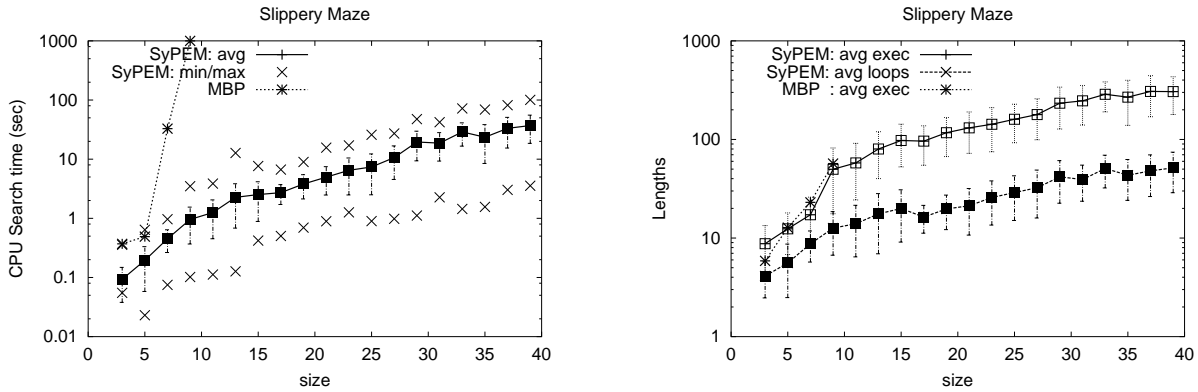 Slippery Maze
1000
100
10
1
0.1
0.01
CPU Search time (sec)
SyPEM: avg
SyPEM: min/max
MBP
0 5 10 15 20 25 30 35 40
size
Slippery Maze
1000
100
10
1
Lengths
SyPEM: avg exec
SyPEM: avg loops
MBP : avg exec
0 5 10 15 20 25 30 35 40
size